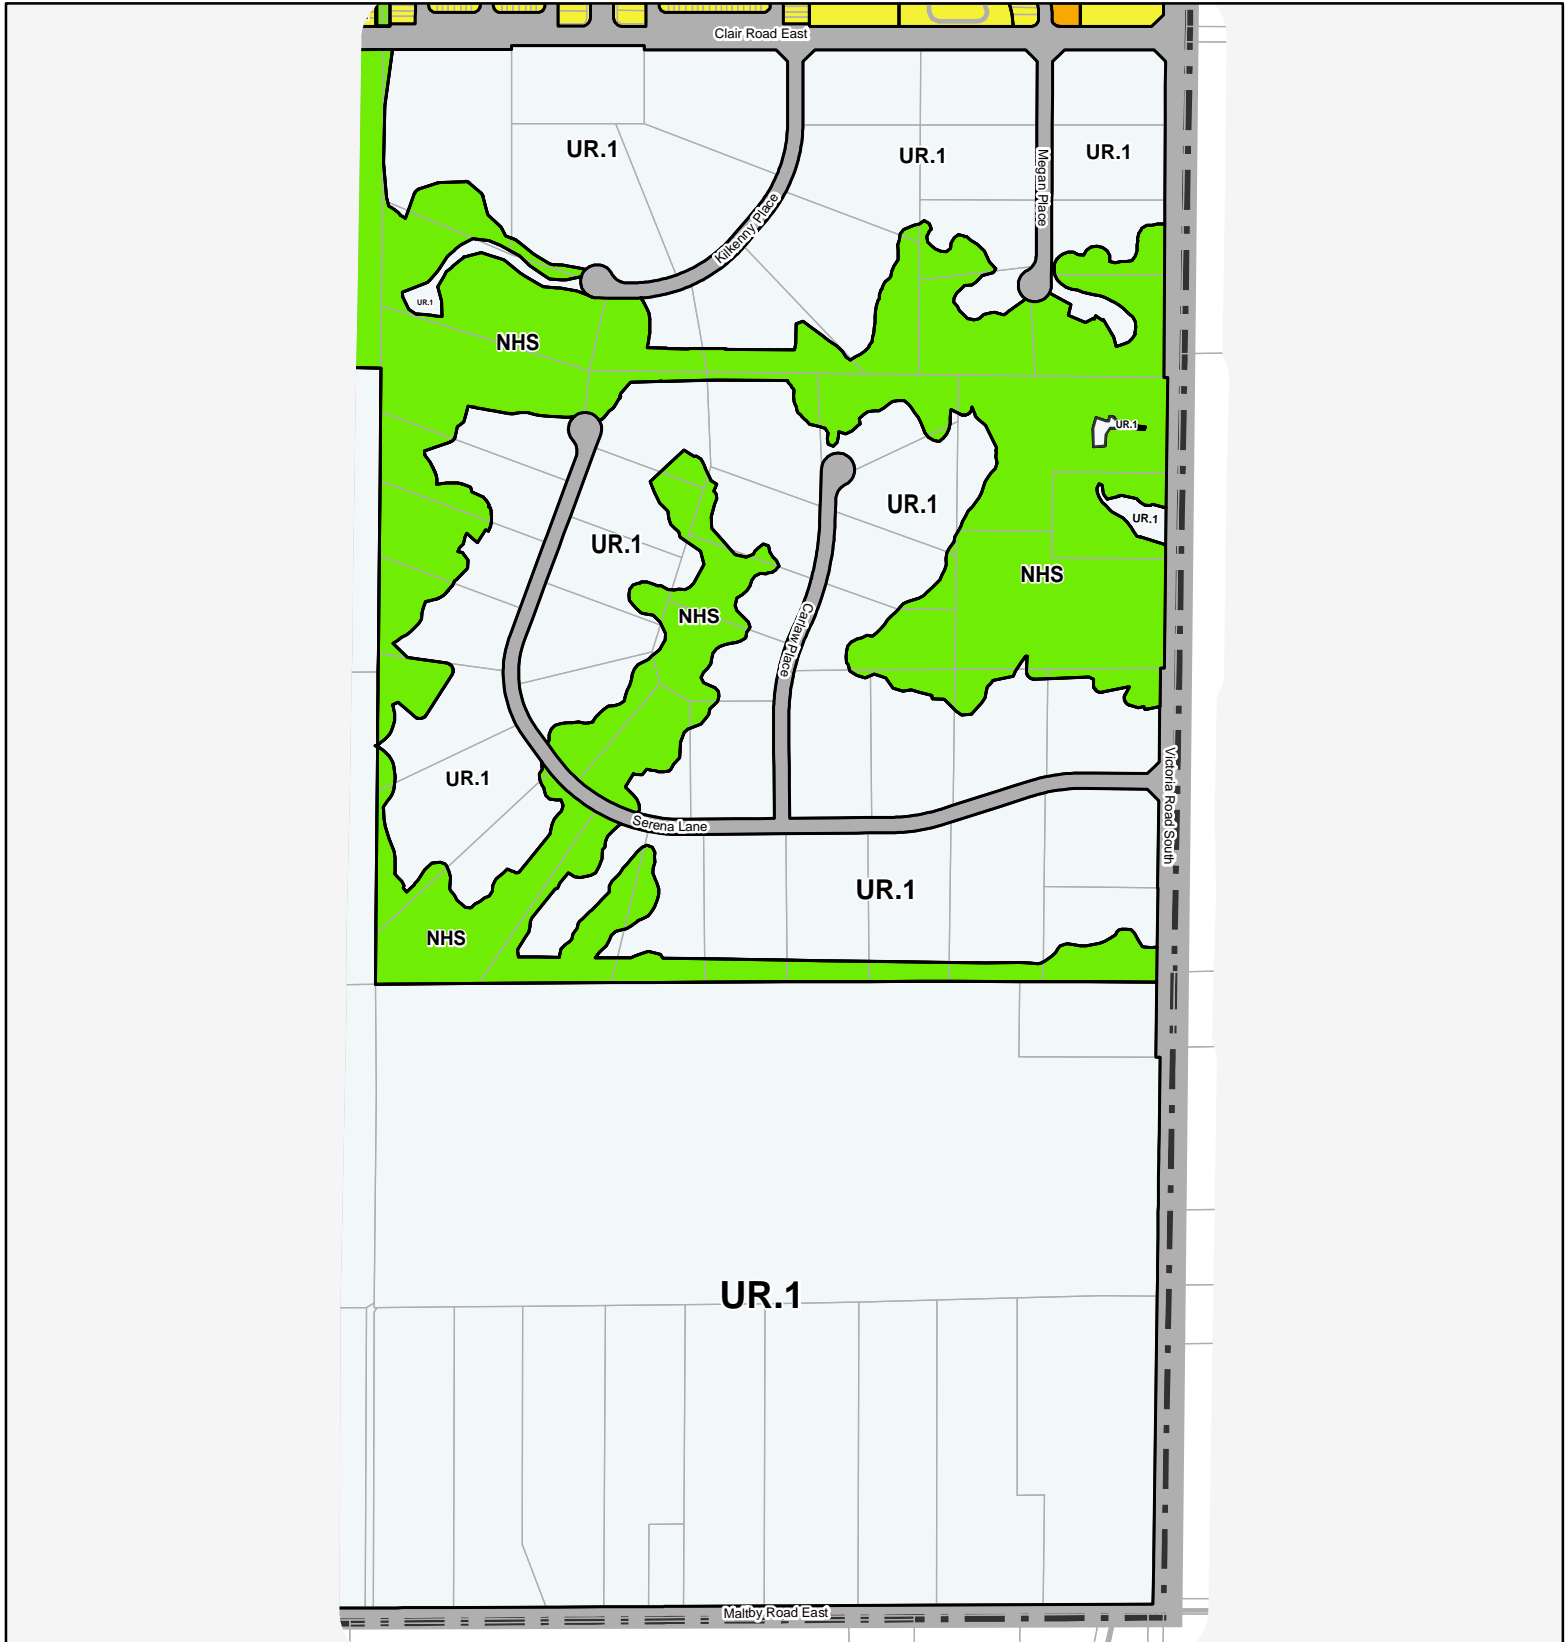 Clair Road East
UR.1
UR.1
UR.1
Megan Place
Kilkenny Place
UR.1
NHS
UR.1
UR.1
UR.1
UR.1
NHS
NHS
Carlaw Place
UR.1
Victoria Road South
Serena Lane
UR.1
NHS
UR.1
Maltby Road East